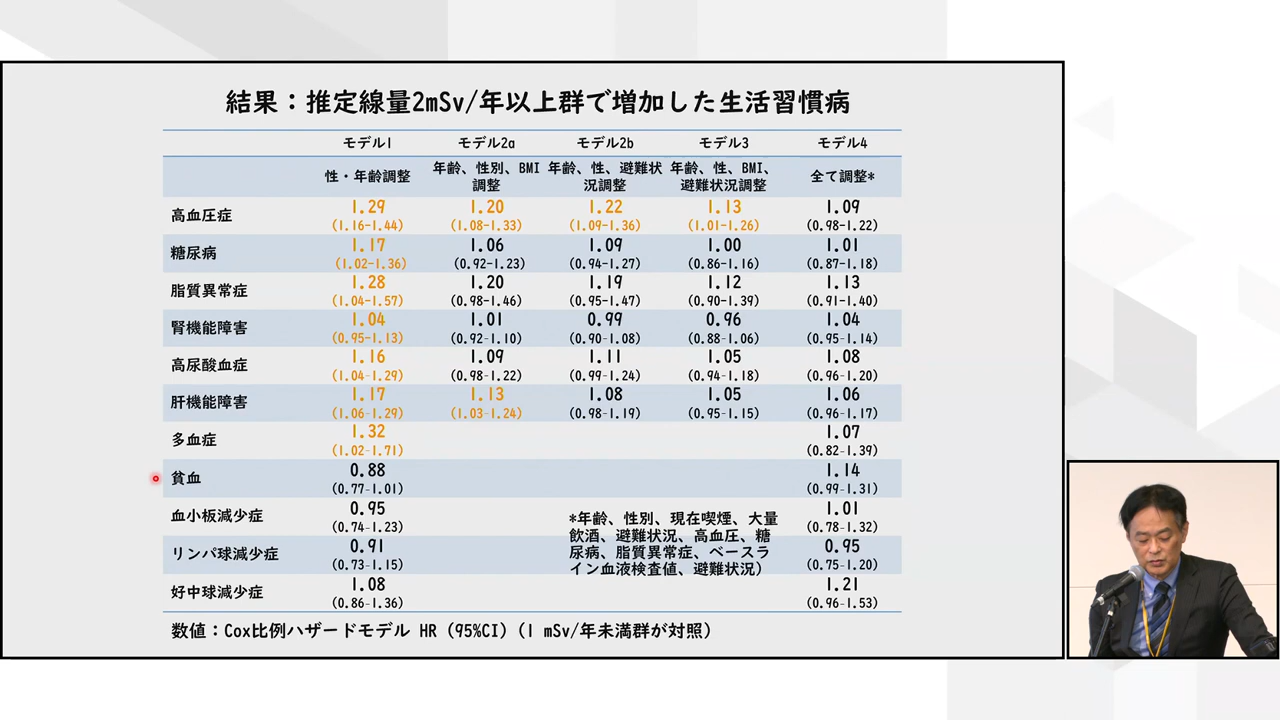 結果：推定線量2mSv/年以上群で増加した生活習慣病
モデル1 モデル2a モデル2b モデル3 モデル4
性・年齢調整 年齢、性別、BMI調整 年齢、性、避難状況調整 年齢、性、BMI、避難状況調整 全て調整*
高血圧症 1.29 1.20 1.22 1.13 1.09
(1.16-1.44) (1.08-1.33) (1.09-1.36) (1.01-1.26) (0.98-1.22)
糖尿病 1.17 1.06 1.09 1.00 1.01
(1.02-1.36) (0.92-1.23) (0.94-1.27) (0.86-1.16) (0.87-1.18)
脂質異常症 1.28 1.20 1.19 1.12 1.13
(1.04-1.57) (0.98-1.46) (0.95-1.47) (0.90-1.39) (0.91-1.40)
腎機能障害 1.04 1.01 0.99 0.96 1.04
(0.95-1.13) (0.92-1.10) (0.90-1.08) (0.88-1.06) (0.95-1.14)
高尿酸血症 1.16 1.09 1.11 1.05 1.08
(1.04-1.29) (0.98-1.22) (0.99-1.24) (0.94-1.18) (0.96-1.20)
肝機能障害 1.17 1.13 1.08 1.05 1.06
(1.06-1.29) (1.03-1.24) (0.98-1.19) (0.95-1.15) (0.96-1.17)
多血症 1.32 1.07
(1.02-1.71) (0.82-1.39)
貧血 0.88 1.14
(0.77-1.01) (0.99-1.31)
血小板減少症 0.95 1.01
(0.74-1.23) (0.78-1.32)
リンパ球減少症 0.91 0.95
(0.73-1.15) (0.75-1.20)
好中球減少症 1.08 1.21
(0.86-1.36) (0.96-1.53)
*年齢、性別、現在喫煙、大量
飲酒、避難状況、高血圧、糖
尿病、脂質異常症、ベースラ
イン血液検査値、避難状況)
数値：Cox比例ハザードモデル HR (95%CI) (1 mSv/年未満群が対照)